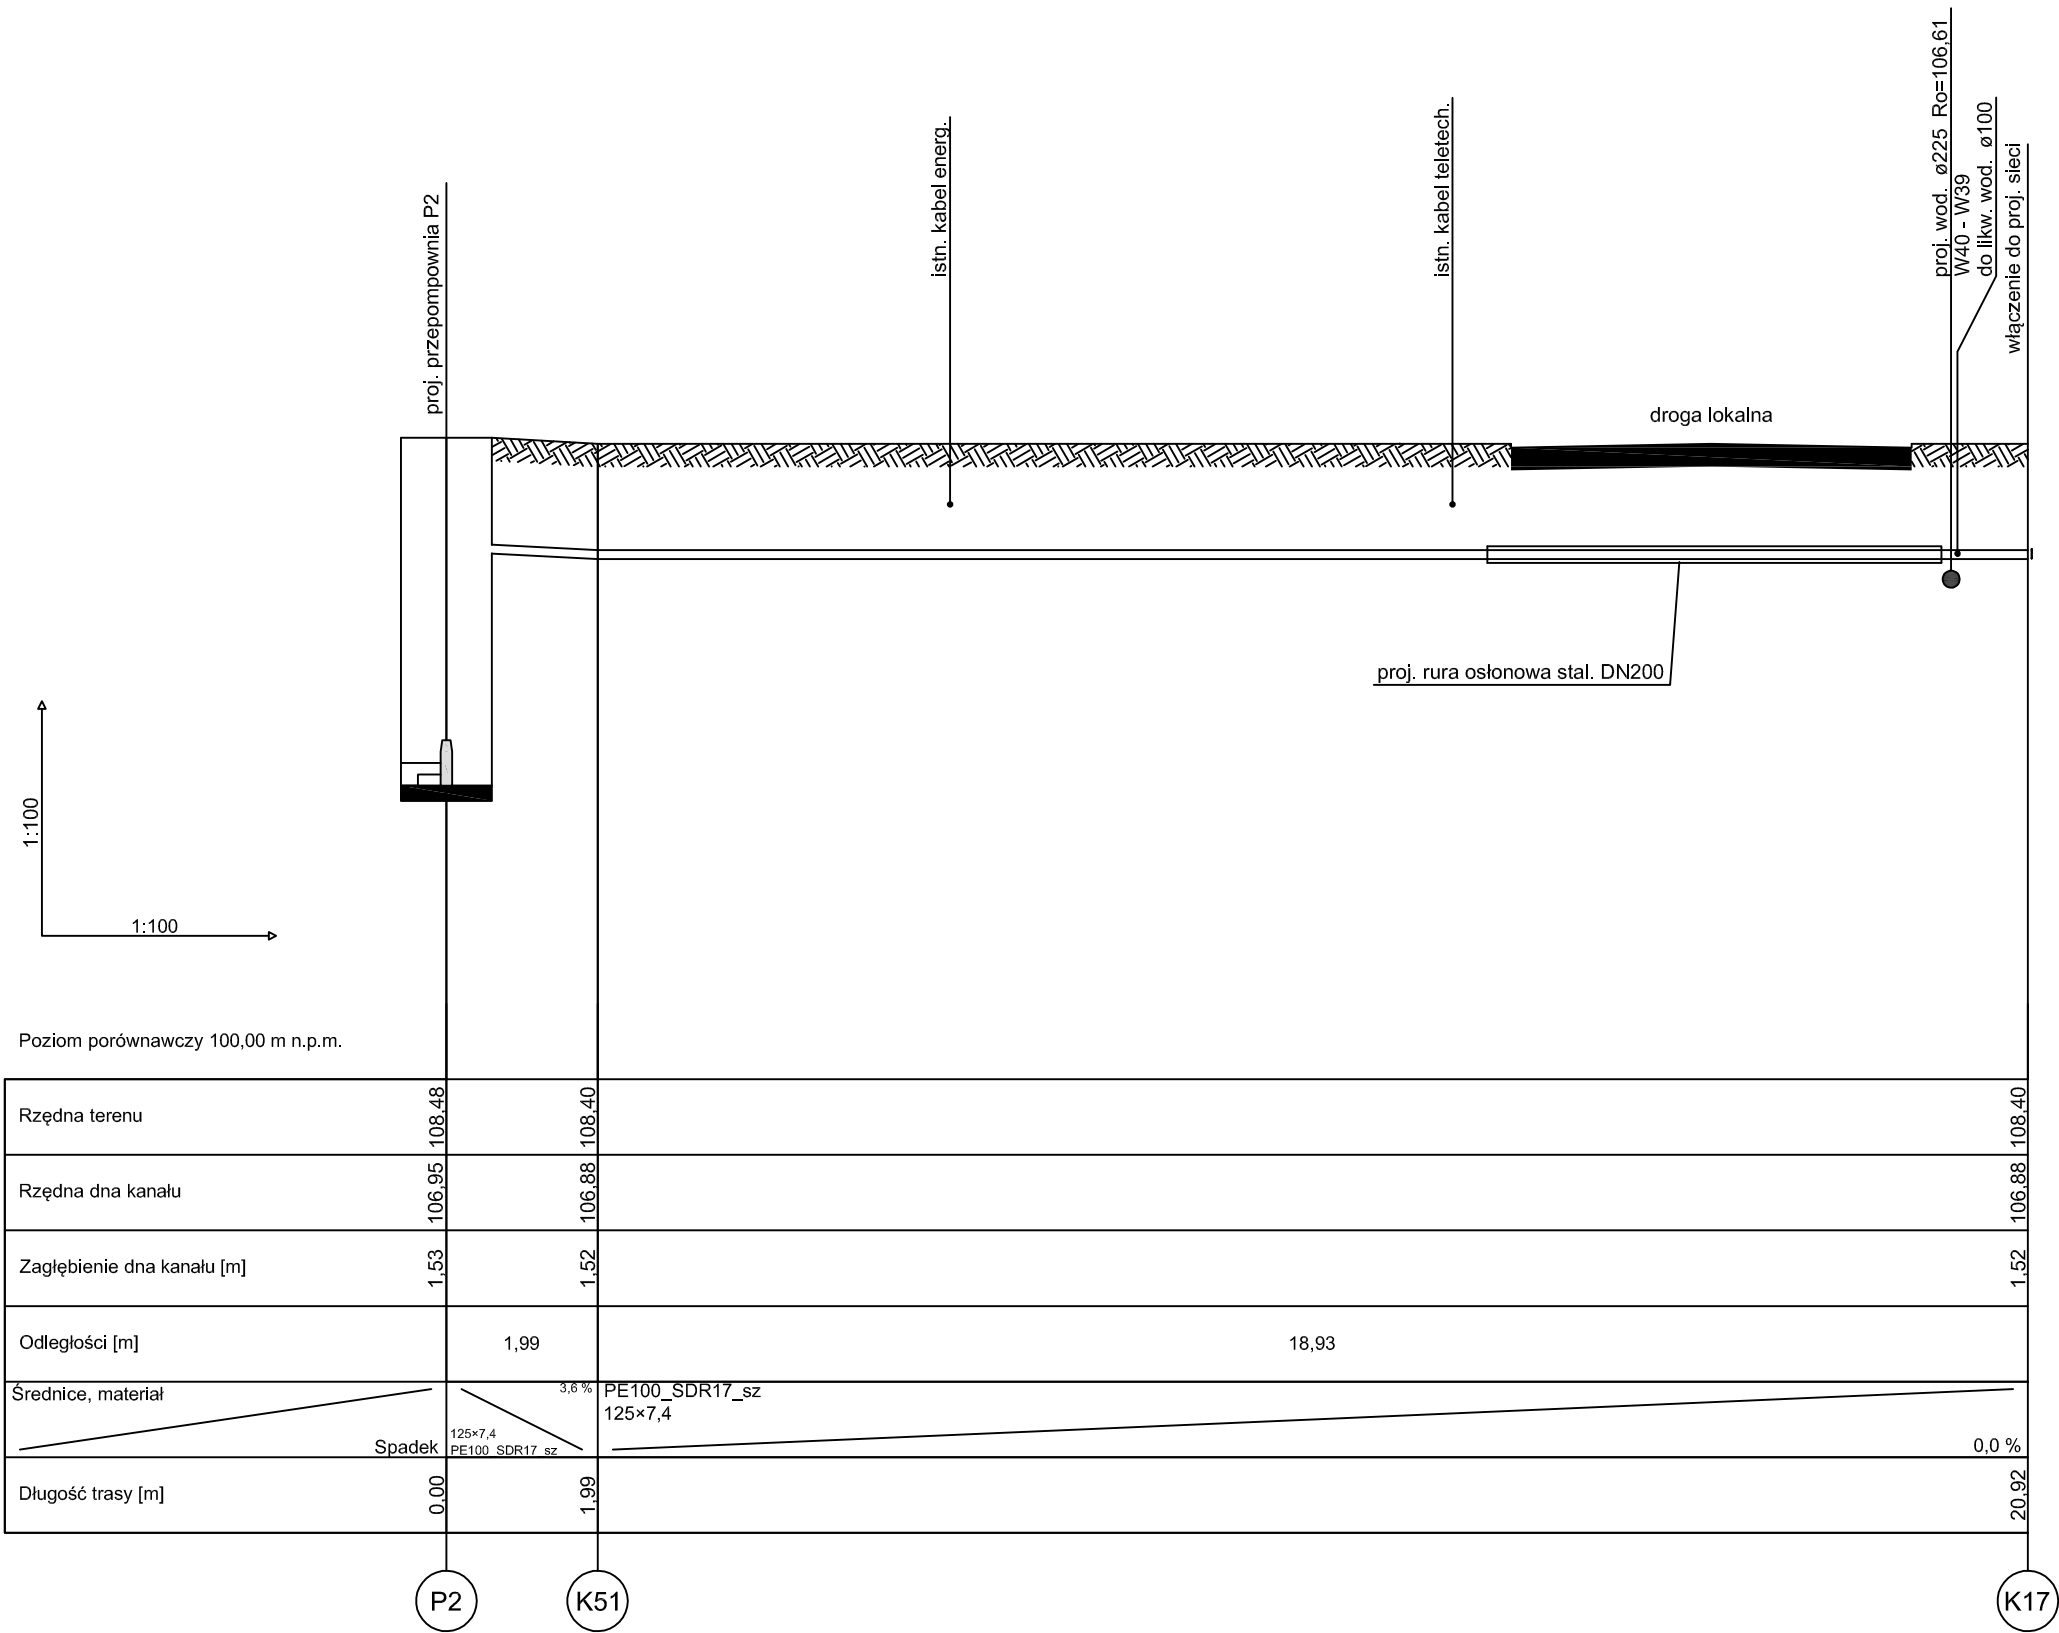 proj. przepompownia P2
istn. kabel energ.
istn. kabel teletech.
proj. wod. ø225 Ro=106,61
W40 - W39
do likw. wod. ø100
włączenie do proj. sieci
droga lokalna
proj. rura osłonowa stal. DN200
1:100
1:100
Poziom porównawczy 100,00 m n.p.m.
Rzędna terenu 108,48 108,40 108,40
Rzędna dna kanału 106,95 106,88 106,88
Zagłębienie dna kanału [m] 1,53 1,52 1,52
Odległości [m] 1,99 18,93
Średnice, materiał 3,6 % PE100_SDR17_sz
125×7,4
125×7,4
Spadek PE100_SDR17_sz 0,0 %
Długość trasy [m] 0,00 1,99 20,92
P2 K51 K17